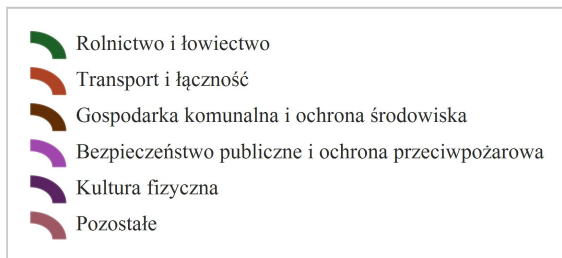 Rolnictwo i łowiectwo
Transport i łączność
Gospodarka komunalna i ochrona środowiska
Bezpieczeństwo publiczne i ochrona przeciwpożarowa
Kultura fizyczna
Pozostałe